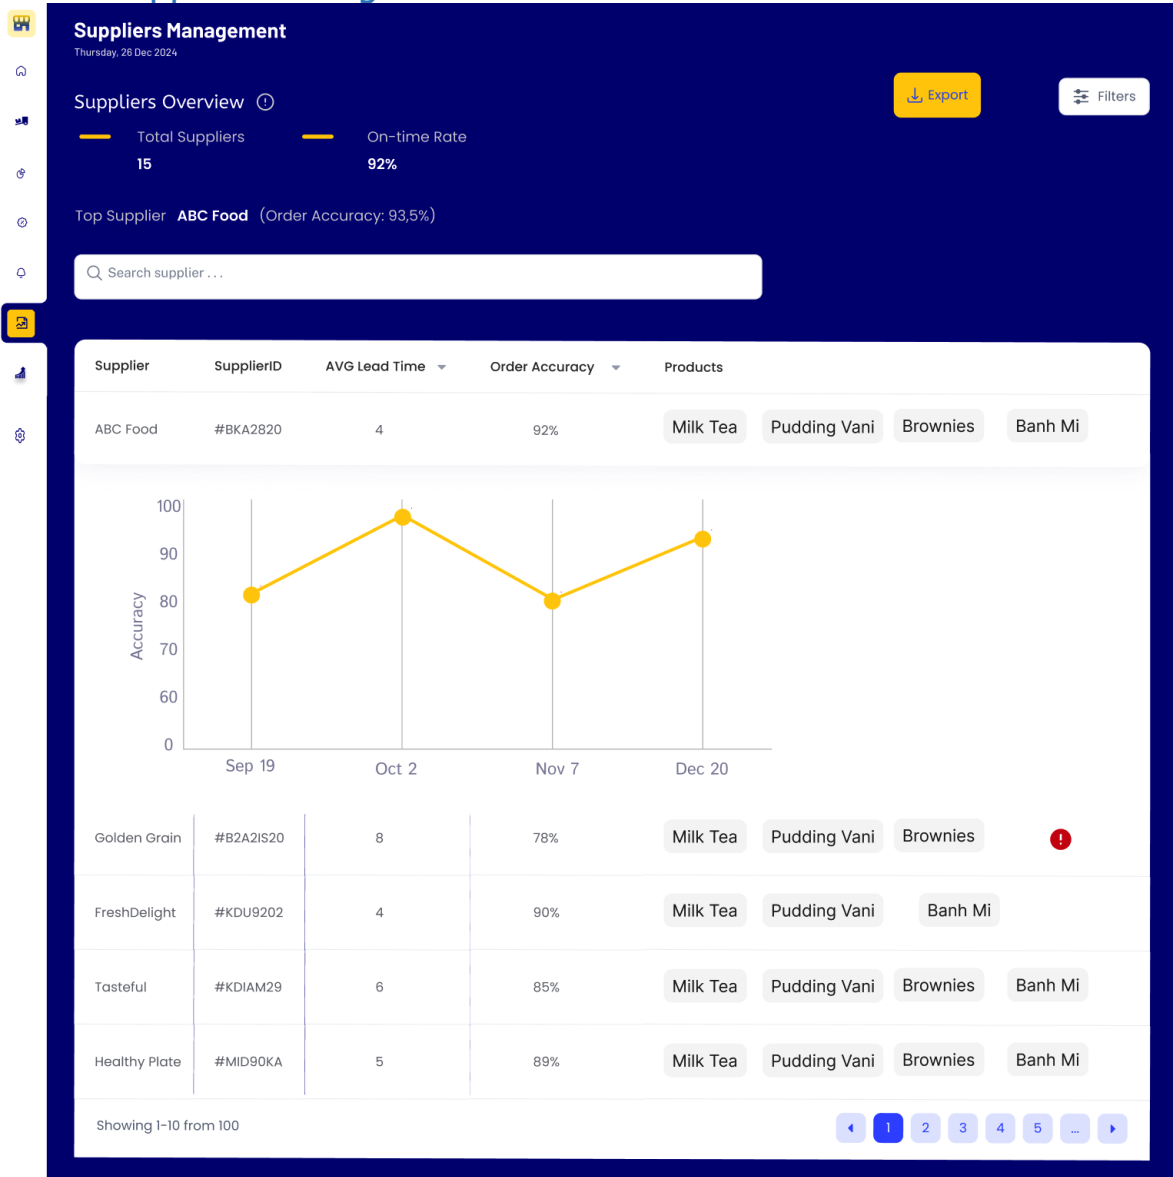 Suppliers Management
Thursday, 26 Dec 2024
Export
Filters
Suppliers Overview
Total Suppliers On-time Rate
15 92%
Top Supplier ABC Food (Order Accuracy: 93,5%)
Search supplier . . .
Supplier SupplierID AVG Lead Time Order Accuracy Products
ABC Food #BKA2820 4 92% Milk Tea Pudding Vani Brownies Banh Mi
100
90
80
70
60
0
Accuracy
Sep 19 Oct 2 Nov 7 Dec 20
Golden Grain #B2A2IS20 8 78% Milk Tea Pudding Vani Brownies
FreshDelight #KDU9202 4 90% Milk Tea Pudding Vani Banh Mi
Tasteful #KDIAM29 6 85% Milk Tea Pudding Vani Brownies Banh Mi
Healthy Plate #MID90KA 5 89% Milk Tea Pudding Vani Brownies Banh Mi
Showing 1-10 from 100 1 2 3 4 5 ...